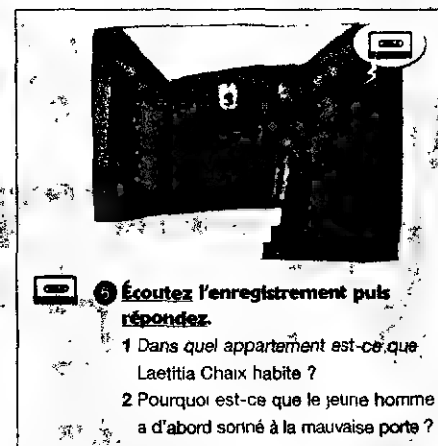 Écoutez l'enregistrement puis
répondez.
1 Dans quel appartement est-ce que
Laetitia Chaix habite ?
2 Pourquoi est-ce que le jeune homme
a d'abord sonné à la mauvaise porte ?